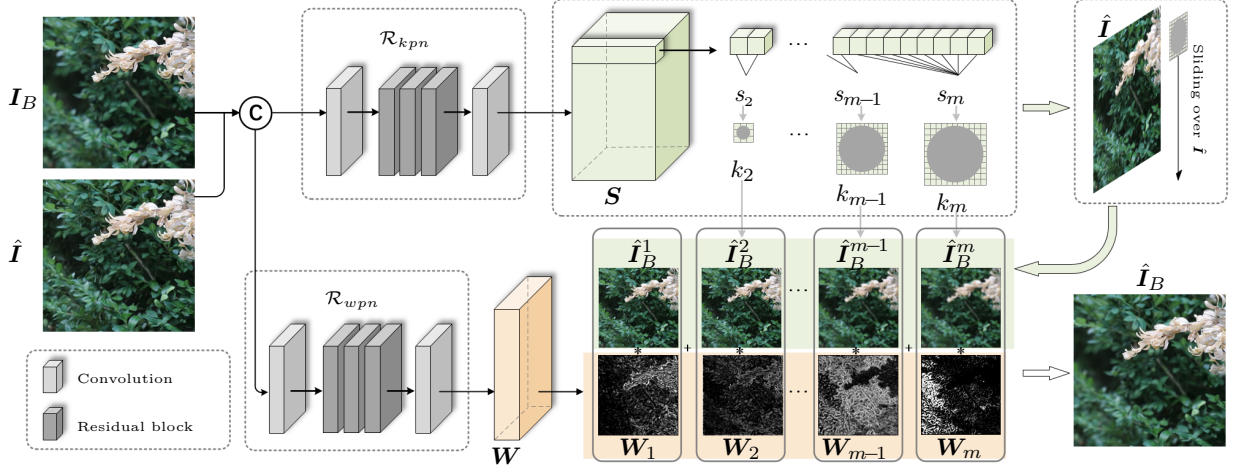 I_B
Î
C
R_kpn
S
s_2
...
s_{m-1}
s_m
k_2
...
k_{m-1}
k_m
Î
Sliding over Î
R_wpn
W
Î_B^1
Î_B^2
Î_B^{m-1}
Î_B^m
...
* + * * + *
...
W_1
W_2
W_{m-1}
W_m
Î_B
Convolution
Residual block